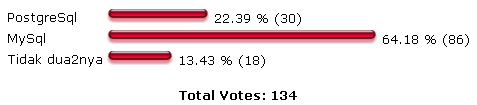 PostgreSql 22.39 % (30)
MySql 64.18 % (86)
Tidak dua2nya 13.43 % (18)
Total Votes: 134